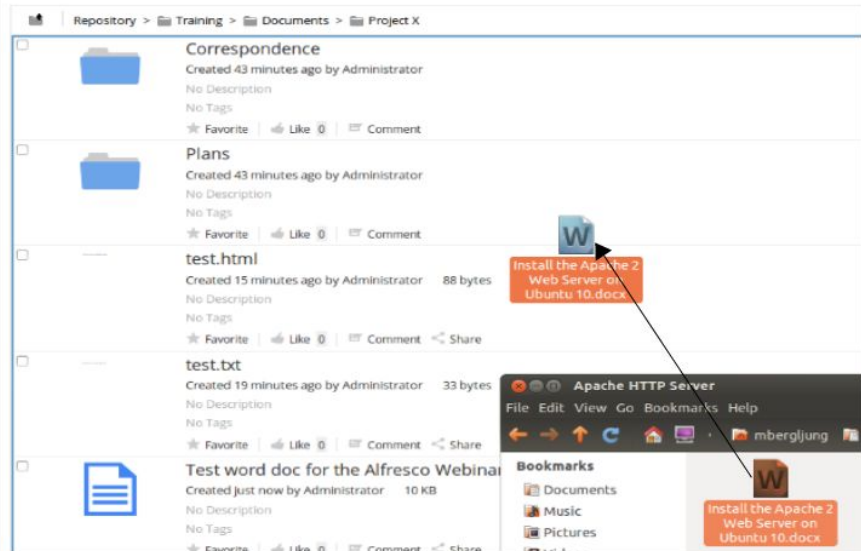 Repository > Training > Documents > Project X
Correspondence
Created 43 minutes ago by Administrator
No Description
No Tags
Favorite Like 0 Comment
Plans
Created 43 minutes ago by Administrator
No Description
No Tags
Favorite Like 0 Comment
W
Install the Apache 2
Web Server on
Ubuntu 10.docx
test.html
Created 15 minutes ago by Administrator 88 bytes
No Description
No Tags
Favorite Like 0 Comment Share
test.txt
Created 19 minutes ago by Administrator 33 bytes
No Description
No Tags
Favorite Like 0 Comment Share
Test word doc for the Alfresco Webinar
Created just now by Administrator 10 KB
No Description
No Tags
Favorite Like 0 Comment Share
Apache HTTP Server
File Edit View Go Bookmarks Help
mbergljung
Bookmarks
Documents
Music
Pictures
W
Install the Apache 2
Web Server on
Ubuntu 10.docx